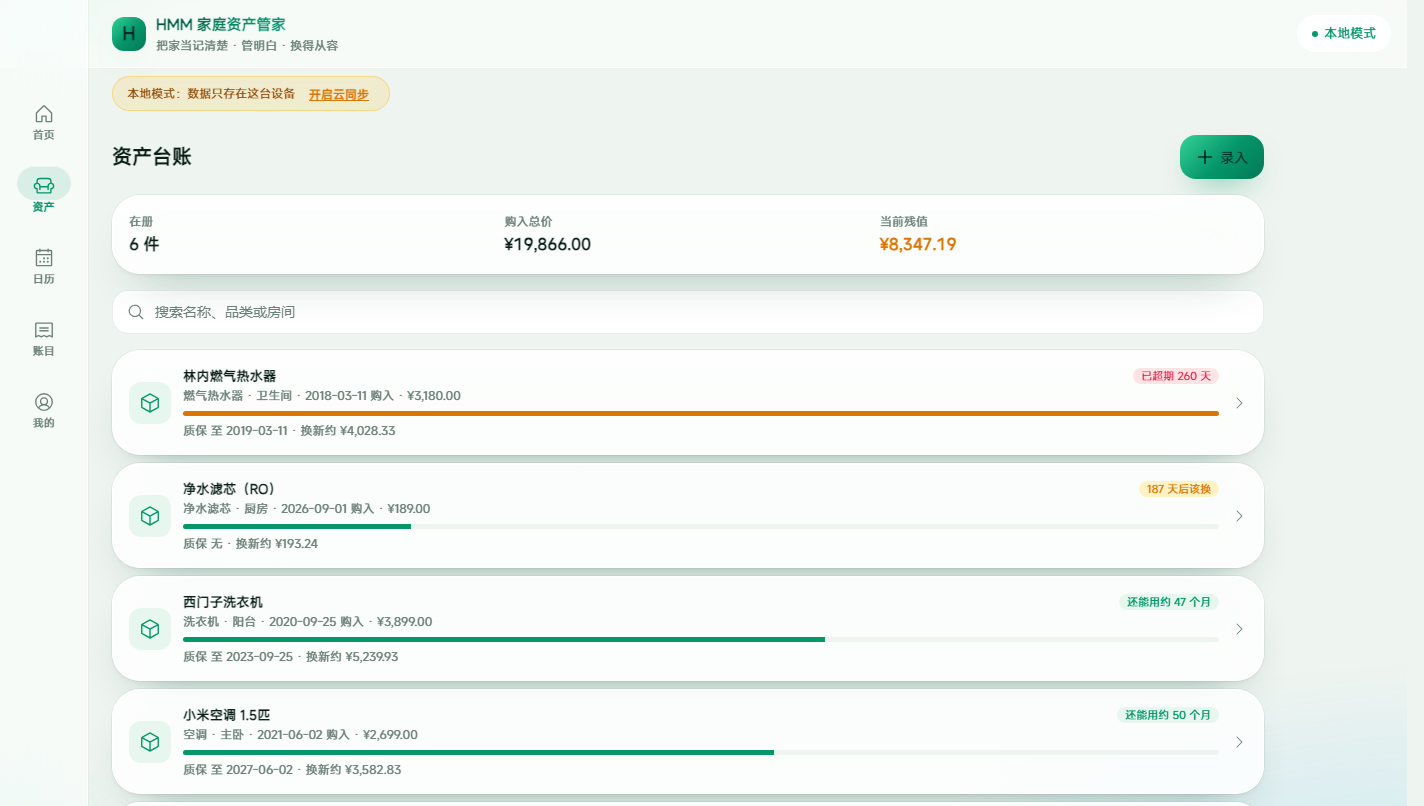 H
HMM 家庭资产管家
把家当记清楚 · 管明白 · 换得从容
本地模式
本地模式：数据只存在这台设备 开启云同步
首页
资产
日历
账目
我的
资产台账
录入
在册
6 件
购入总价
¥19,866.00
当前残值
¥8,347.19
搜索名称、品类或房间
林内燃气热水器
已超期 260 天
燃气热水器 · 卫生间 · 2018-03-11 购入 · ¥3,180.00
质保 至 2019-03-11 · 换新约 ¥4,028.33
净水滤芯（RO）
187 天后该换
净水滤芯 · 厨房 · 2026-09-01 购入 · ¥189.00
质保 无 · 换新约 ¥193.24
西门子洗衣机
还能用约 47 个月
洗衣机 · 阳台 · 2020-09-25 购入 · ¥3,899.00
质保 至 2023-09-25 · 换新约 ¥5,239.93
小米空调 1.5匹
还能用约 50 个月
空调 · 主卧 · 2021-06-02 购入 · ¥2,699.00
质保 至 2027-06-02 · 换新约 ¥3,582.83